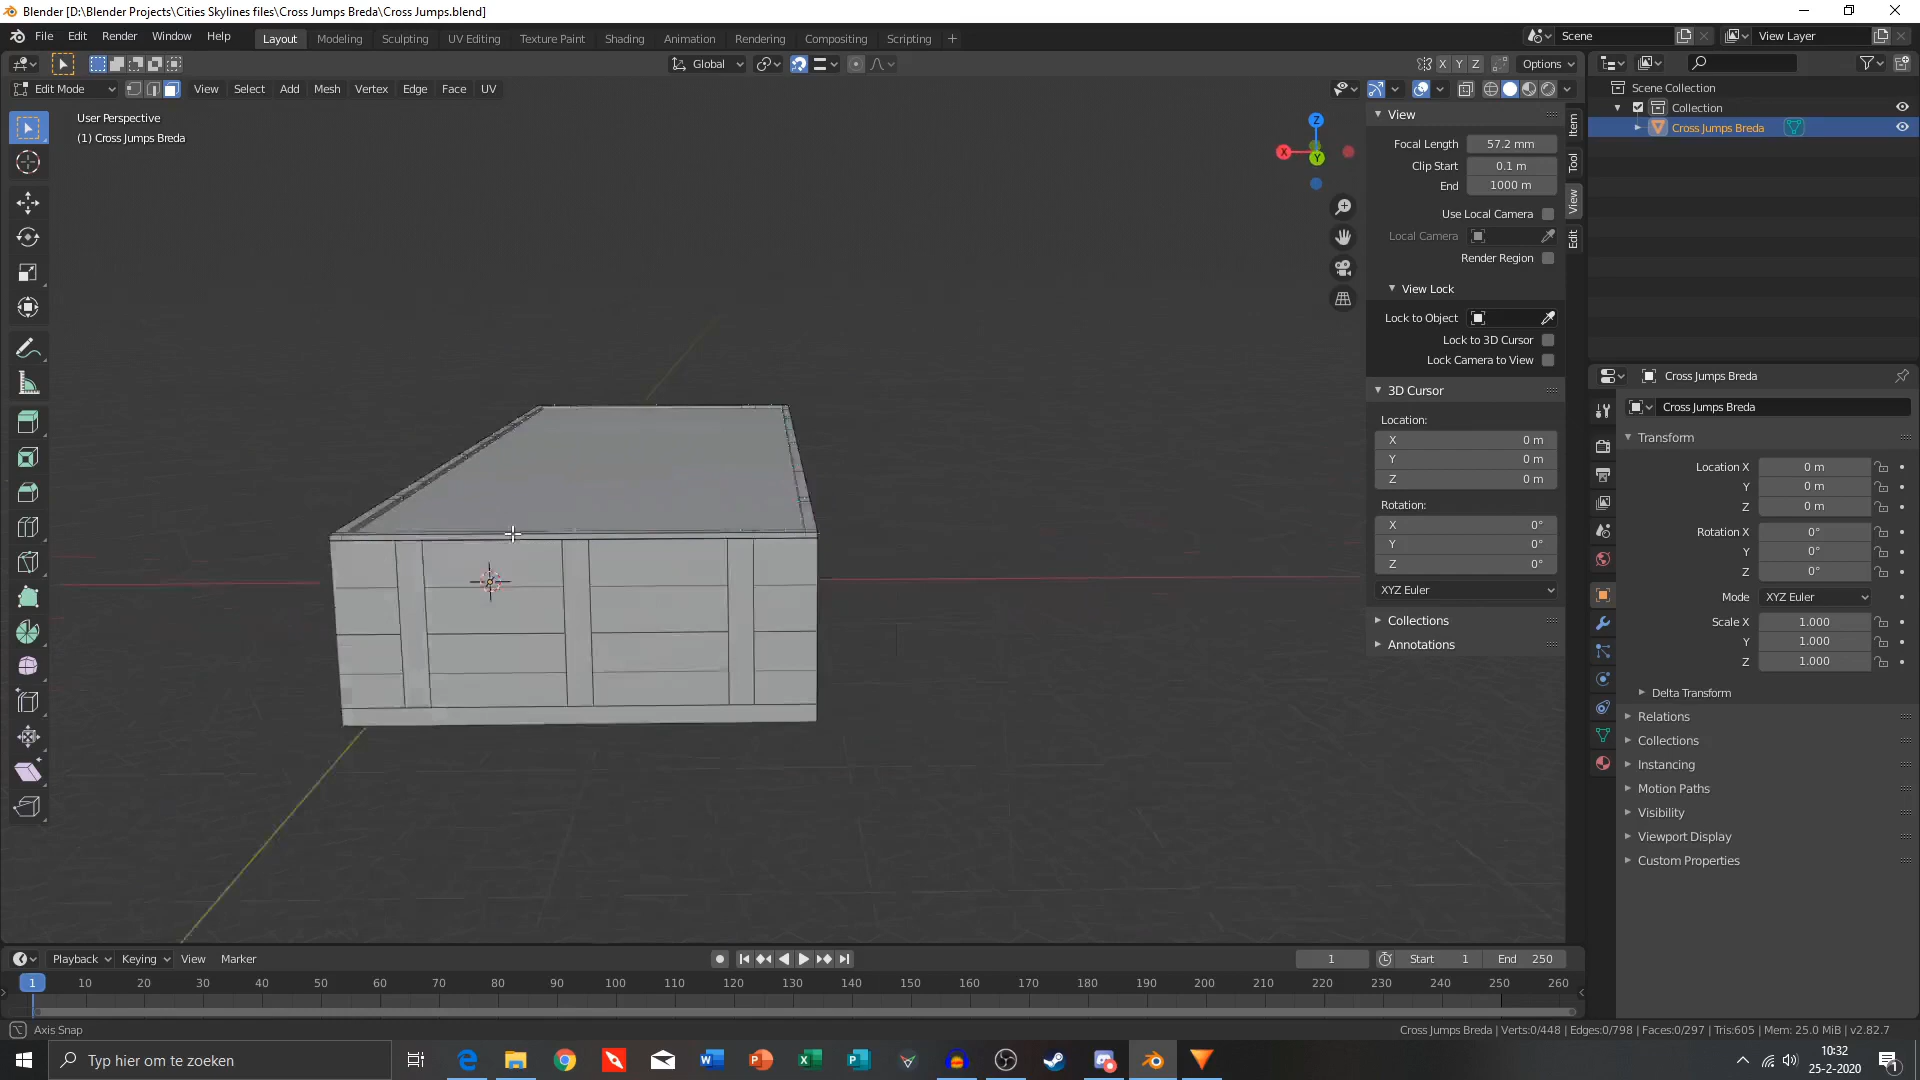 Blender [D:\Blender Projects\Cities Skylines files\Cross Jumps Breda\Cross Jumps.blend]
File Edit Render Window Help
Layout Modeling Sculpting UV Editing Texture Paint Shading Animation Rendering Compositing Scripting +
Scene
View Layer
Global
X Y Z
Options
Edit Mode
View Select Add Mesh Vertex Edge Face UV
User Perspective
(1) Cross Jumps Breda
Z
X
Y
View
Focal Length 57.2 mm
Clip Start 0.1 m
End 1000 m
Use Local Camera
Local Camera
Render Region
View Lock
Lock to Object
Lock to 3D Cursor
Lock Camera to View
3D Cursor
Location:
X 0 m
Y 0 m
Z 0 m
Rotation:
X 0°
Y 0°
Z 0°
XYZ Euler
Collections
Annotations
Item
Tool
View
Edit
Scene Collection
Collection
Cross Jumps Breda
Cross Jumps Breda
Cross Jumps Breda
Transform
Location X 0 m
Y 0 m
Z 0 m
Rotation X 0°
Y 0°
Z 0°
Mode XYZ Euler
Scale X 1.000
Y 1.000
Z 1.000
Delta Transform
Relations
Collections
Instancing
Motion Paths
Visibility
Viewport Display
Custom Properties
Playback Keying View Marker
1
Start 1
End 250
1 10 20 30 40 50 60 70 80 90 100 110 120 130 140 150 160 170 180 190 200 210 220 230 240 250 260
Axis Snap
Cross Jumps Breda | Verts:0/448 | Edges:0/798 | Faces:0/297 | Tris:605 | Mem: 25.0 MiB | v2.82.7
Typ hier om te zoeken
10:32
25-2-2020